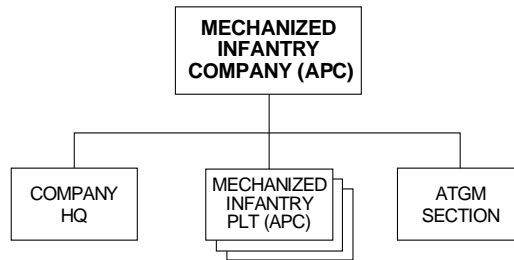 MECHANIZED
INFANTRY
COMPANY (APC)
COMPANY
HQ
MECHANIZED
INFANTRY
PLT (APC)
ATGM
SECTION